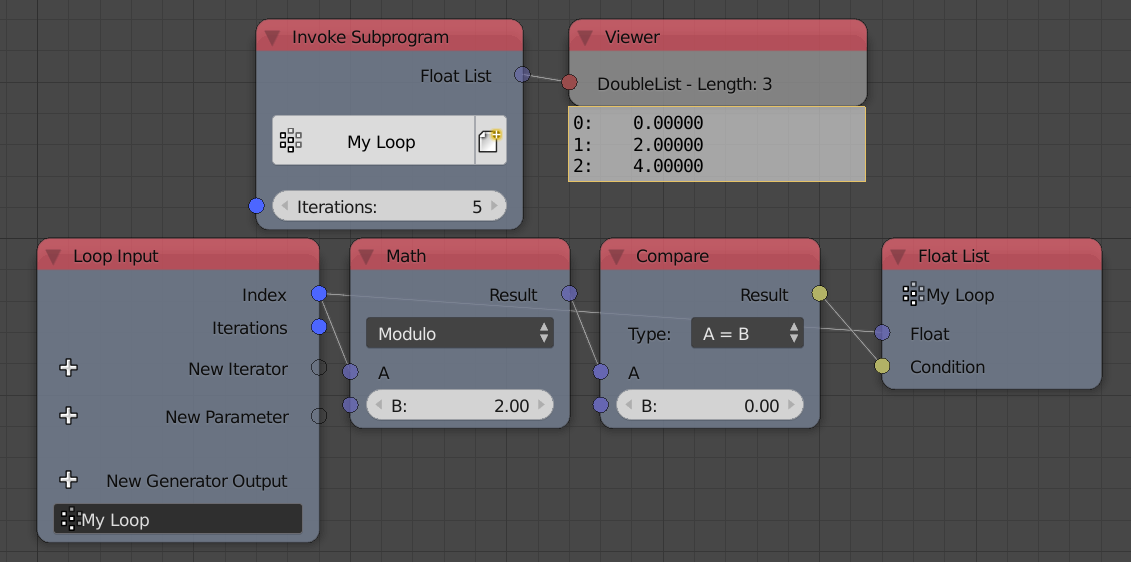 Invoke Subprogram
Float List
My Loop
Iterations: 5
Viewer
DoubleList - Length: 3
0: 0.00000
1: 2.00000
2: 4.00000
Loop Input
Index
Iterations
New Iterator
New Parameter
New Generator Output
My Loop
Math
Result
Modulo
A
B: 2.00
Compare
Result
Type: A = B
A
B: 0.00
Float List
My Loop
Float
Condition